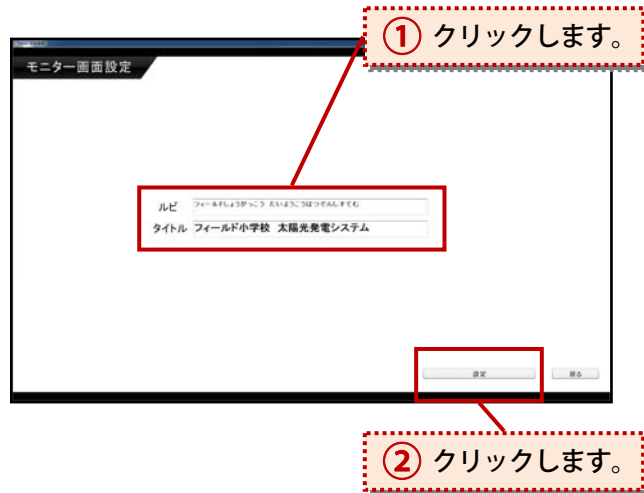 ① クリックします。
モニター画面設定
ルビ フィールドしょうがっこう たいようこうはつでんしすてむ
タイトル フィールド小学校 太陽光発電システム
設定 戻る
② クリックします。